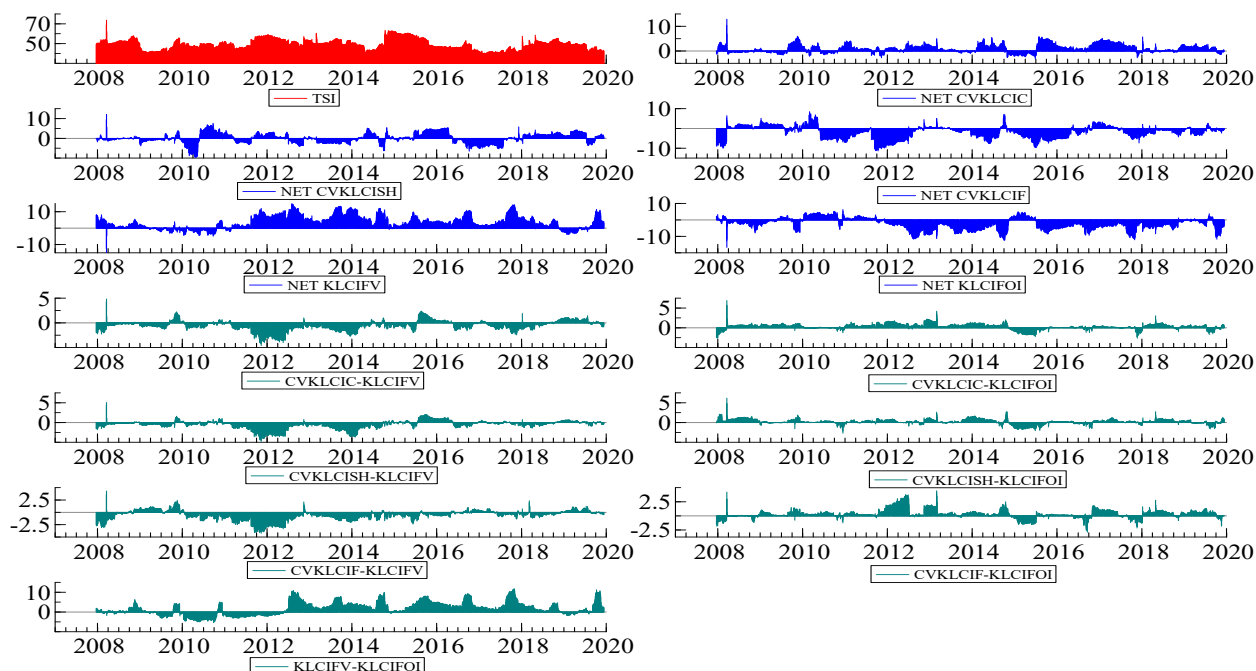 70
50
2008 2010 2012 2014 2016 2018 2020
TSI
10
0
2008 2010 2012 2014 2016 2018 2020
NET CVKLCIC
10
0
2008 2010 2012 2014 2016 2018 2020
NET CVKLCISH
10
-10
2008 2010 2012 2014 2016 2018 2020
NET CVKLCIF
10
-10
2008 2010 2012 2014 2016 2018 2020
NET KLCIFV
10
-10
2008 2010 2012 2014 2016 2018 2020
NET KLCIFOI
5
0
2008 2010 2012 2014 2016 2018 2020
CVKLCIC-KLCIFV
5
0
2008 2010 2012 2014 2016 2018 2020
CVKLCIC-KLCIFOI
5
0
2008 2010 2012 2014 2016 2018 2020
CVKLCISH-KLCIFV
5
0
2008 2010 2012 2014 2016 2018 2020
CVKLCISH-KLCIFOI
2.5
-2.5
2008 2010 2012 2014 2016 2018 2020
CVKLCIF-KLCIFV
2.5
-2.5
2008 2010 2012 2014 2016 2018 2020
CVKLCIF-KLCIFOI
10
0
2008 2010 2012 2014 2016 2018 2020
KLCIFV-KLCIFOI